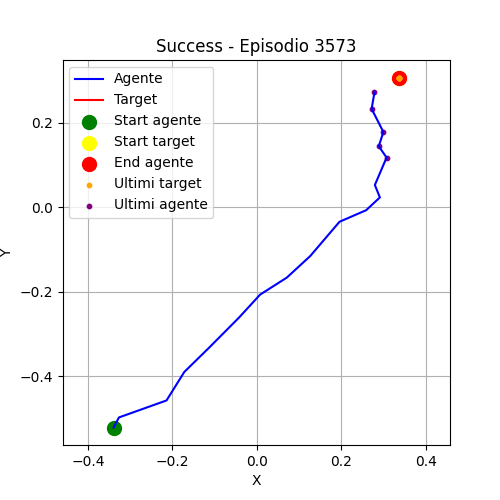 Success - Episodio 3573
Agente
Target
Start agente
Start target
End agente
Ultimi target
Ultimi agente
0.2
0.0
−0.2
−0.4
Y
−0.4 −0.2 0.0 0.2 0.4
X